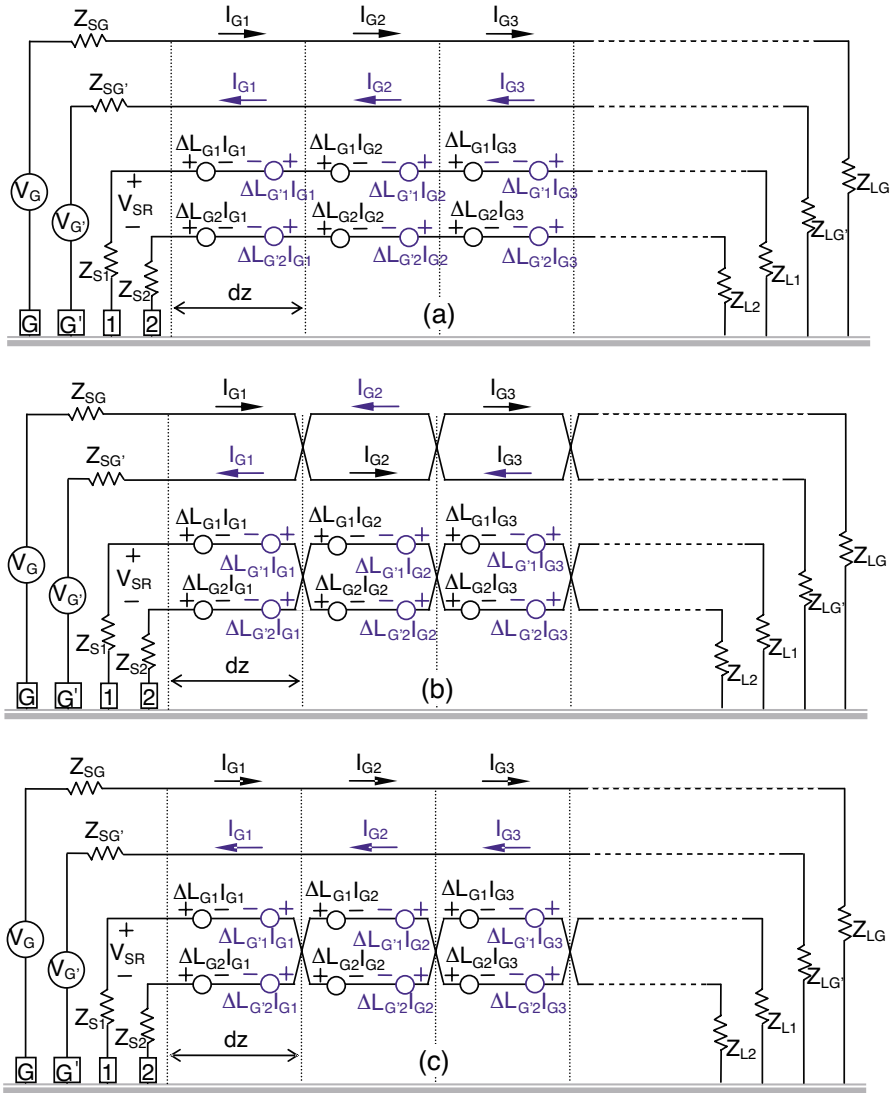 I_G1 I_G2 I_G3
Z_SG
Z_SG'
I_G1 I_G2 I_G3
ΔL_G1I_G1 ΔL_G1I_G2 ΔL_G1I_G3
+ − − + + − − + + − − +
V_G
V_G'
+
V_SR
−
ΔL_G'1I_G1 ΔL_G'1I_G2 ΔL_G'1I_G3
ΔL_G2I_G1 ΔL_G2I_G2 ΔL_G2I_G3
+ − − + + − − + + − − +
ΔL_G'2I_G1 ΔL_G'2I_G2 ΔL_G'2I_G3
Z_S1
Z_S2
Z_L2
Z_L1
Z_LG'
Z_LG
dz
G G' 1 2
(a)
I_G1 I_G2 I_G3
Z_SG
Z_SG'
I_G1 I_G2 I_G3
ΔL_G1I_G1 ΔL_G1I_G2 ΔL_G1I_G3
+ − − + + − − + + − − +
V_G
V_G'
+
V_SR
−
ΔL_G'1I_G1 ΔL_G'1I_G2 ΔL_G'1I_G3
ΔL_G2I_G1 ΔL_G2I_G2 ΔL_G2I_G3
+ − − + + − − + + − − +
ΔL_G'2I_G1 ΔL_G'2I_G2 ΔL_G'2I_G3
Z_S1
Z_S2
Z_L2
Z_L1
Z_LG'
Z_LG
dz
G G' 1 2
(b)
I_G1 I_G2 I_G3
Z_SG
Z_SG'
I_G1 I_G2 I_G3
ΔL_G1I_G1 ΔL_G1I_G2 ΔL_G1I_G3
+ − − + + − − + + − − +
V_G
V_G'
+
V_SR
−
ΔL_G'1I_G1 ΔL_G'1I_G2 ΔL_G'1I_G3
ΔL_G2I_G1 ΔL_G2I_G2 ΔL_G2I_G3
+ − − + + − − + + − − +
ΔL_G'2I_G1 ΔL_G'2I_G2 ΔL_G'2I_G3
Z_S1
Z_S2
Z_L2
Z_L1
Z_LG'
Z_LG
dz
G G' 1 2
(c)